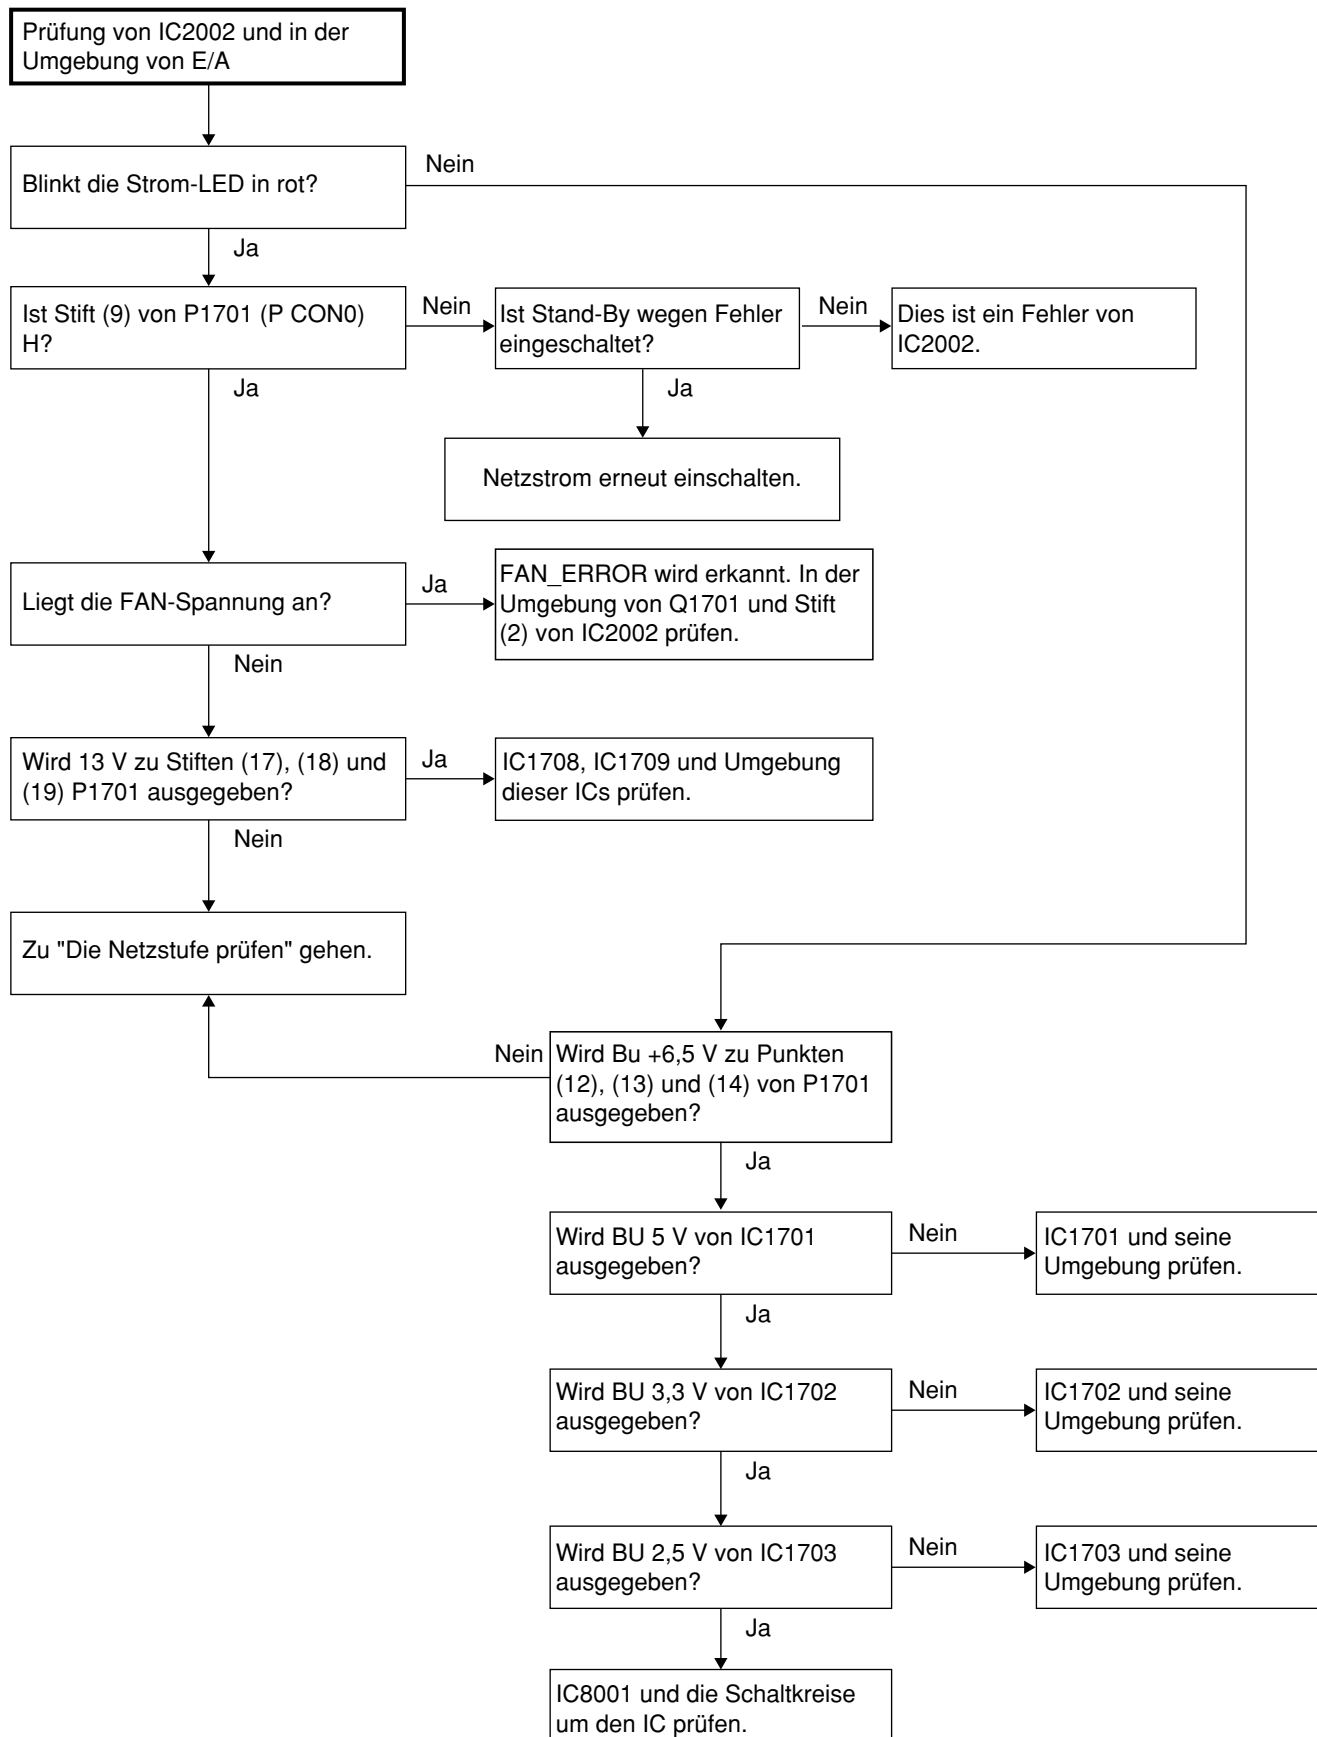 Prüfung von IC2002 und in der
Umgebung von E/A
Blinkt die Strom-LED in rot?
Nein
Ja
Ist Stift (9) von P1701 (P CON0)
H?
Nein
Ist Stand-By wegen Fehler
eingeschaltet?
Nein
Dies ist ein Fehler von
IC2002.
Ja
Ja
Netzstrom erneut einschalten.
Liegt die FAN-Spannung an?
Ja
FAN_ERROR wird erkannt. In der
Umgebung von Q1701 und Stift
(2) von IC2002 prüfen.
Nein
Wird 13 V zu Stiften (17), (18) und
(19) P1701 ausgegeben?
Ja
IC1708, IC1709 und Umgebung
dieser ICs prüfen.
Nein
Zu "Die Netzstufe prüfen" gehen.
Nein
Wird Bu +6,5 V zu Punkten
(12), (13) und (14) von P1701
ausgegeben?
Ja
Wird BU 5 V von IC1701
ausgegeben?
Nein
IC1701 und seine
Umgebung prüfen.
Ja
Wird BU 3,3 V von IC1702
ausgegeben?
Nein
IC1702 und seine
Umgebung prüfen.
Ja
Wird BU 2,5 V von IC1703
ausgegeben?
Nein
IC1703 und seine
Umgebung prüfen.
Ja
IC8001 und die Schaltkreise
um den IC prüfen.